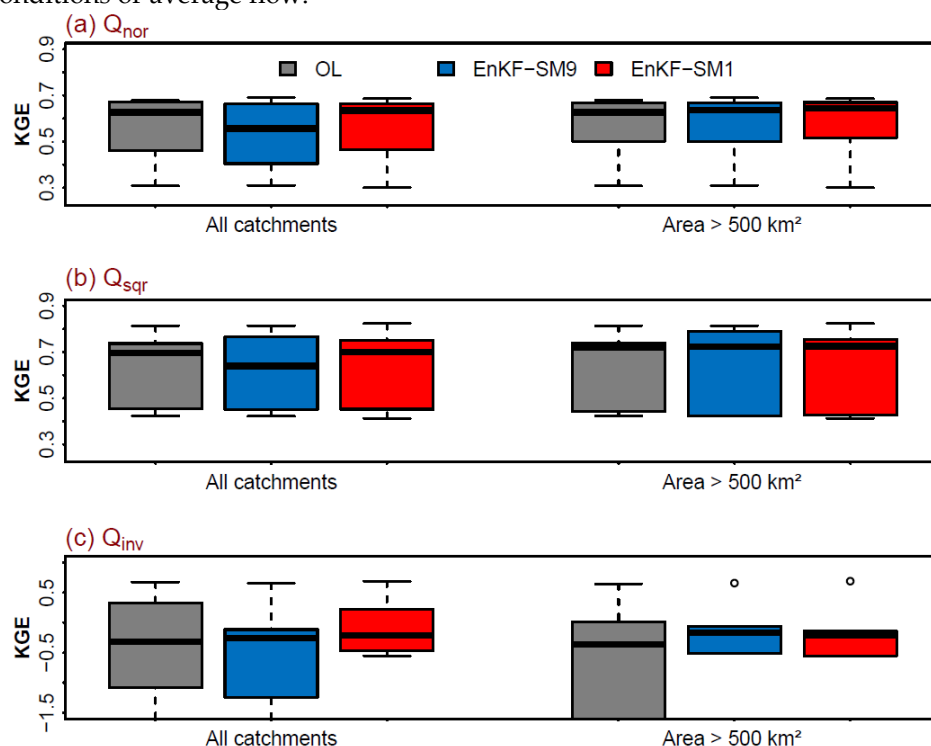 conditions of average flow.
(a) Qnor
0.9
0.7
0.5
0.3
KGE
OL EnKF−SM9 EnKF−SM1
All catchments Area > 500 km²
(b) Qsqr
0.9
0.7
0.5
0.3
KGE
All catchments Area > 500 km²
(c) Qinv
0.5
−0.5
−1.5
KGE
All catchments Area > 500 km²